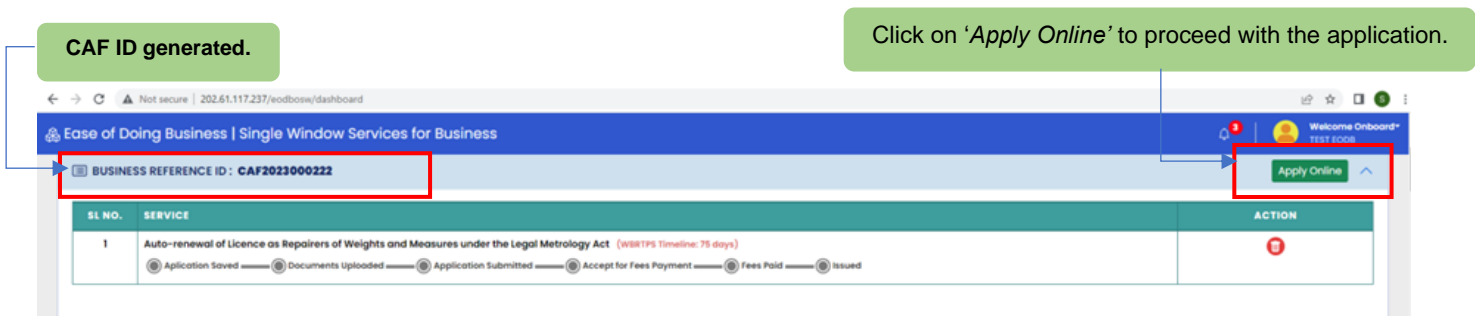 CAF ID generated.
Click on ‘Apply Online’ to proceed with the application.
Not secure | 202.61.117.237/eodbosw/dashboard
S
Ease of Doing Business | Single Window Services for Business
3
Welcome Onboard
TEST EODB
BUSINESS REFERENCE ID : CAF2023000222
Apply Online
SL NO. SERVICE ACTION
1 Auto-renewal of Licence as Repairers of Weights and Measures under the Legal Metrology Act (WBRTPS Timeline: 75 days)
Aplication Saved Documents Uploaded Application Submitted Accept for Fees Payment Fees Paid Issued